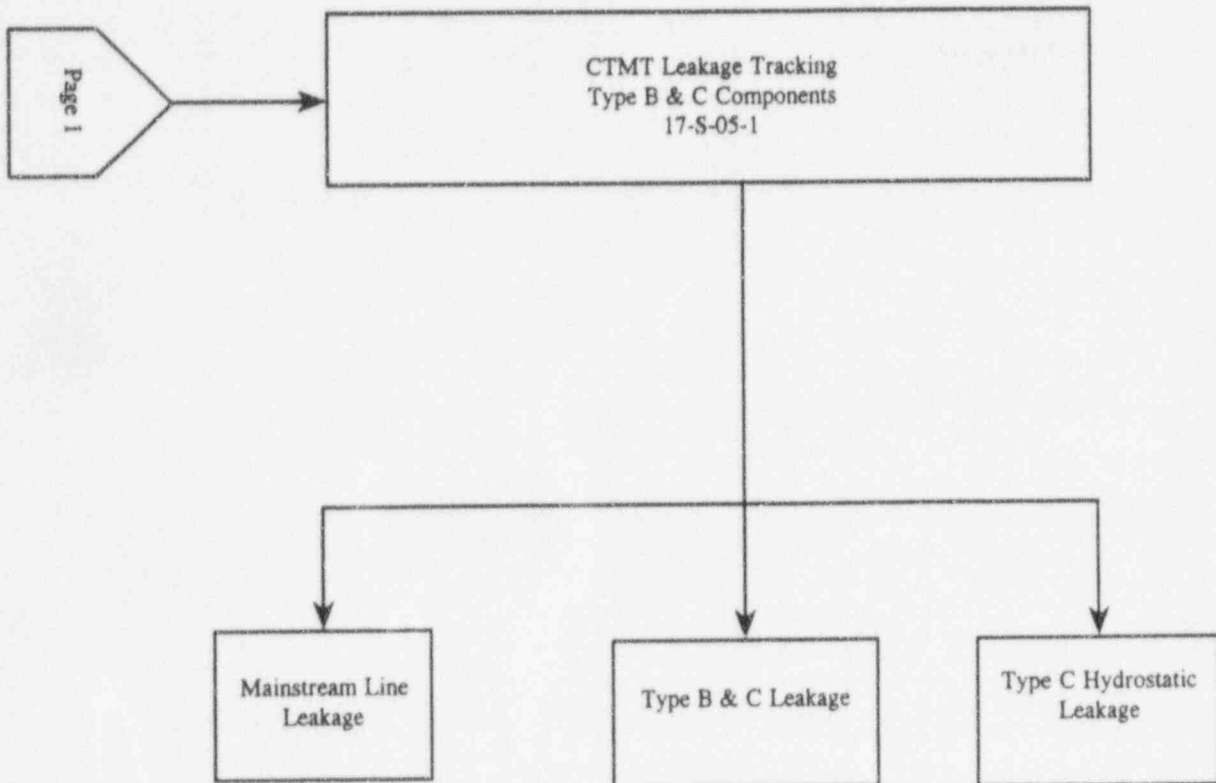 Page 1
CTMT Leakage Tracking
Type B & C Components
17-S-05-1
Mainstream Line
Leakage
Type B & C Leakage
Type C Hydrostatic
Leakage